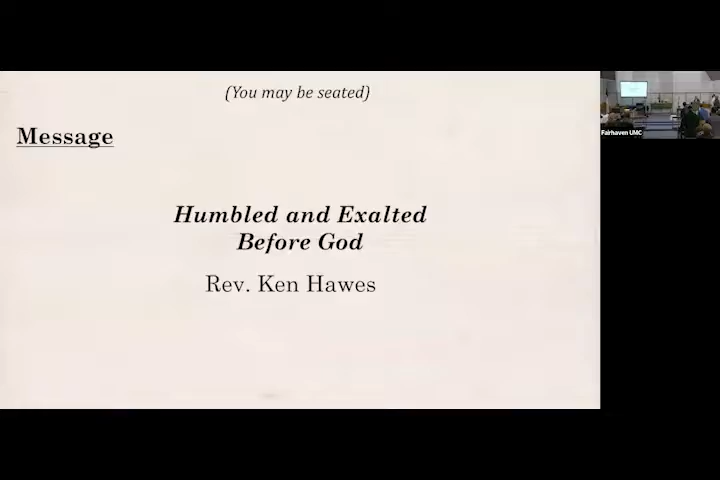 (You may be seated)
Message
Humbled and Exalted
Before God
Rev. Ken Hawes
Fairhaven UMC